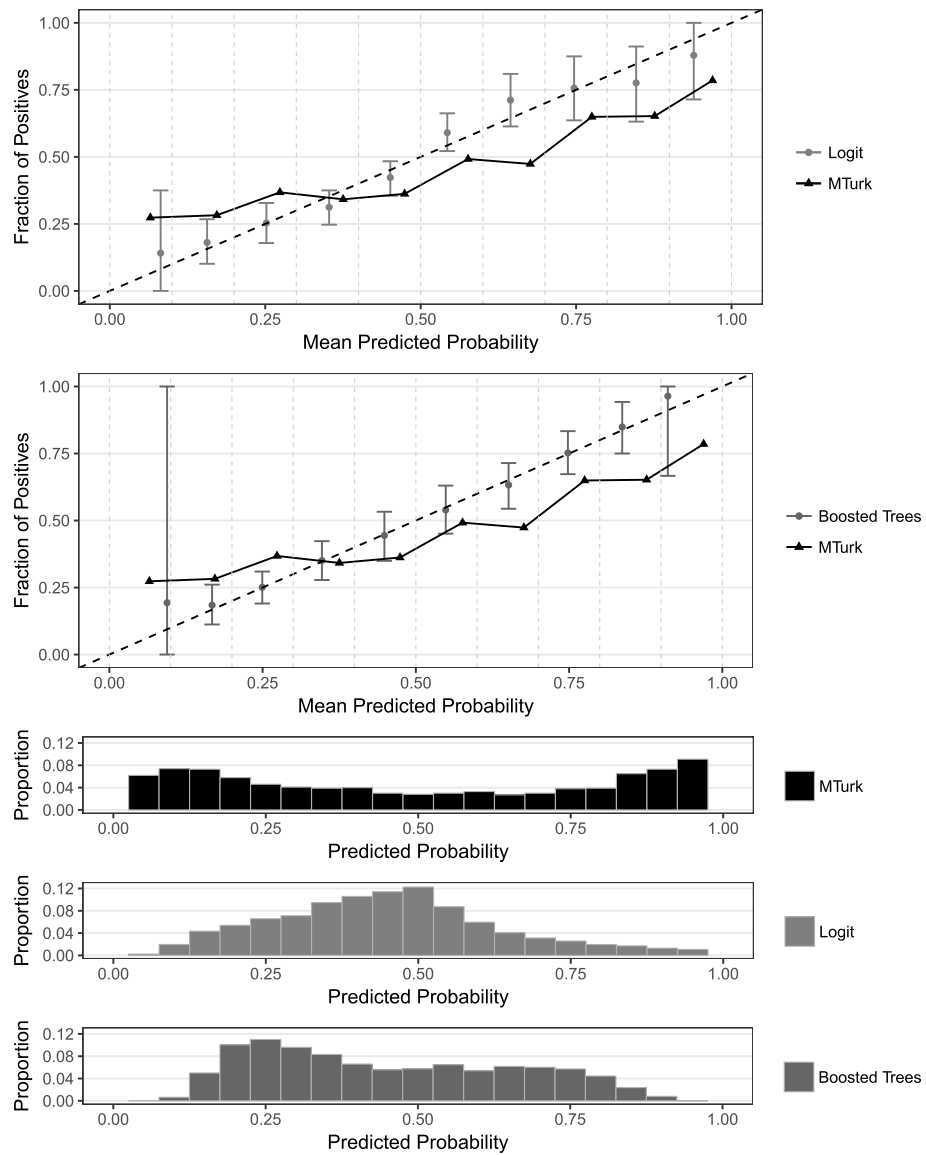 1.00
0.75
0.50
0.25
0.00
Fraction of Positives
0.00 0.25 0.50 0.75 1.00
Mean Predicted Probability
Logit
MTurk
1.00
0.75
0.50
0.25
0.00
Fraction of Positives
0.00 0.25 0.50 0.75 1.00
Mean Predicted Probability
Boosted Trees
MTurk
0.12
0.08
0.04
0.00
Proportion
0.00 0.25 0.50 0.75 1.00
Predicted Probability
MTurk
0.12
0.08
0.04
0.00
Proportion
0.00 0.25 0.50 0.75 1.00
Predicted Probability
Logit
0.12
0.08
0.04
0.00
Proportion
0.00 0.25 0.50 0.75 1.00
Predicted Probability
Boosted Trees